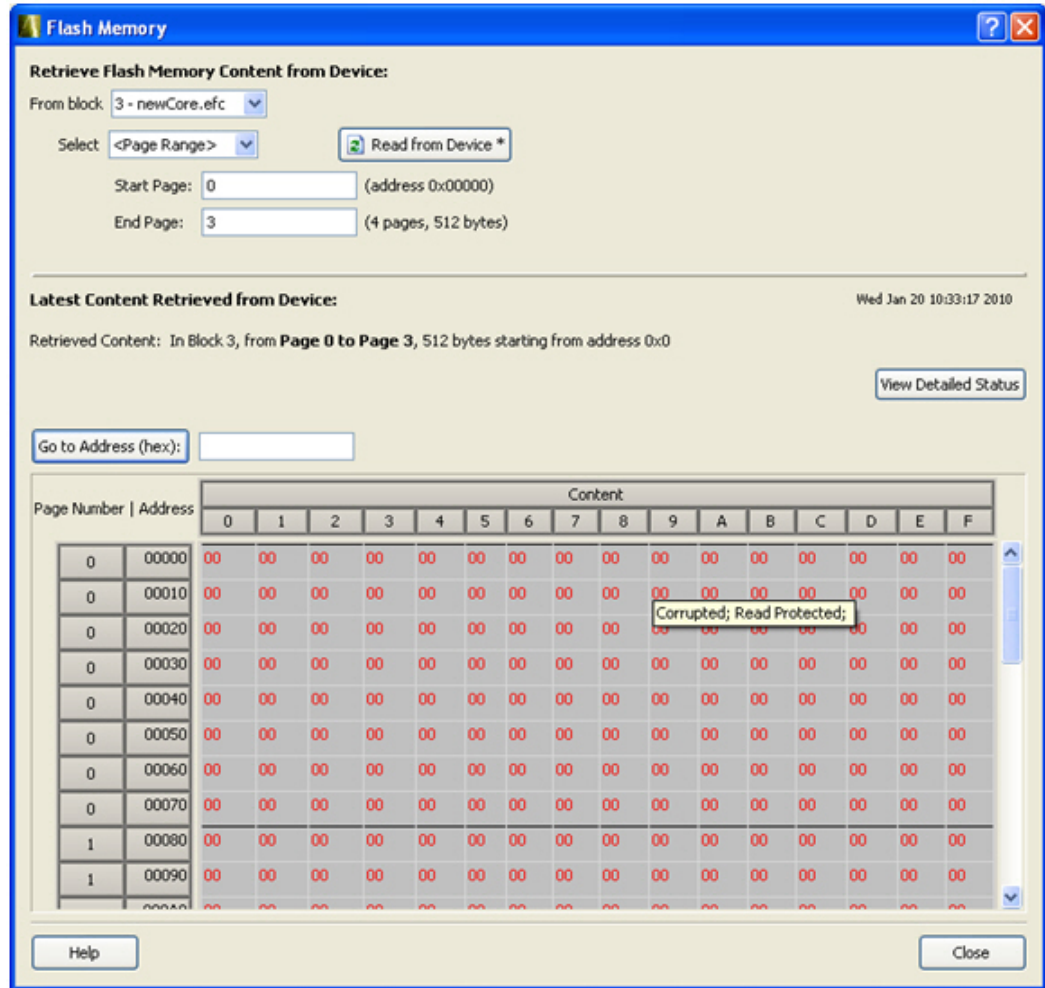 Flash Memory
Retrieve Flash Memory Content from Device:
From block 3 - newCore.efc
Select <Page Range> Read from Device *
Start Page: 0 (address 0x00000)
End Page: 3 (4 pages, 512 bytes)
Latest Content Retrieved from Device: Wed Jan 20 10:33:17 2010
Retrieved Content: In Block 3, from Page 0 to Page 3, 512 bytes starting from address 0x0
View Detailed Status
Go to Address (hex):
Content
Page Number | Address
0 1 2 3 4 5 6 7 8 9 A B C D E F
0 00000 00 00 00 00 00 00 00 00 00 00 00 00 00 00 00 00
0 00010 00 00 00 00 00 00 00 00 00 00 00 00 00 00 00 00
Corrupted; Read Protected;
0 00020 00 00 00 00 00 00 00 00 00 00 00 00 00 00 00 00
0 00030 00 00 00 00 00 00 00 00 00 00 00 00 00 00 00 00
0 00040 00 00 00 00 00 00 00 00 00 00 00 00 00 00 00 00
0 00050 00 00 00 00 00 00 00 00 00 00 00 00 00 00 00 00
0 00060 00 00 00 00 00 00 00 00 00 00 00 00 00 00 00 00
0 00070 00 00 00 00 00 00 00 00 00 00 00 00 00 00 00 00
1 00080 00 00 00 00 00 00 00 00 00 00 00 00 00 00 00 00
1 00090 00 00 00 00 00 00 00 00 00 00 00 00 00 00 00 00
Help Close